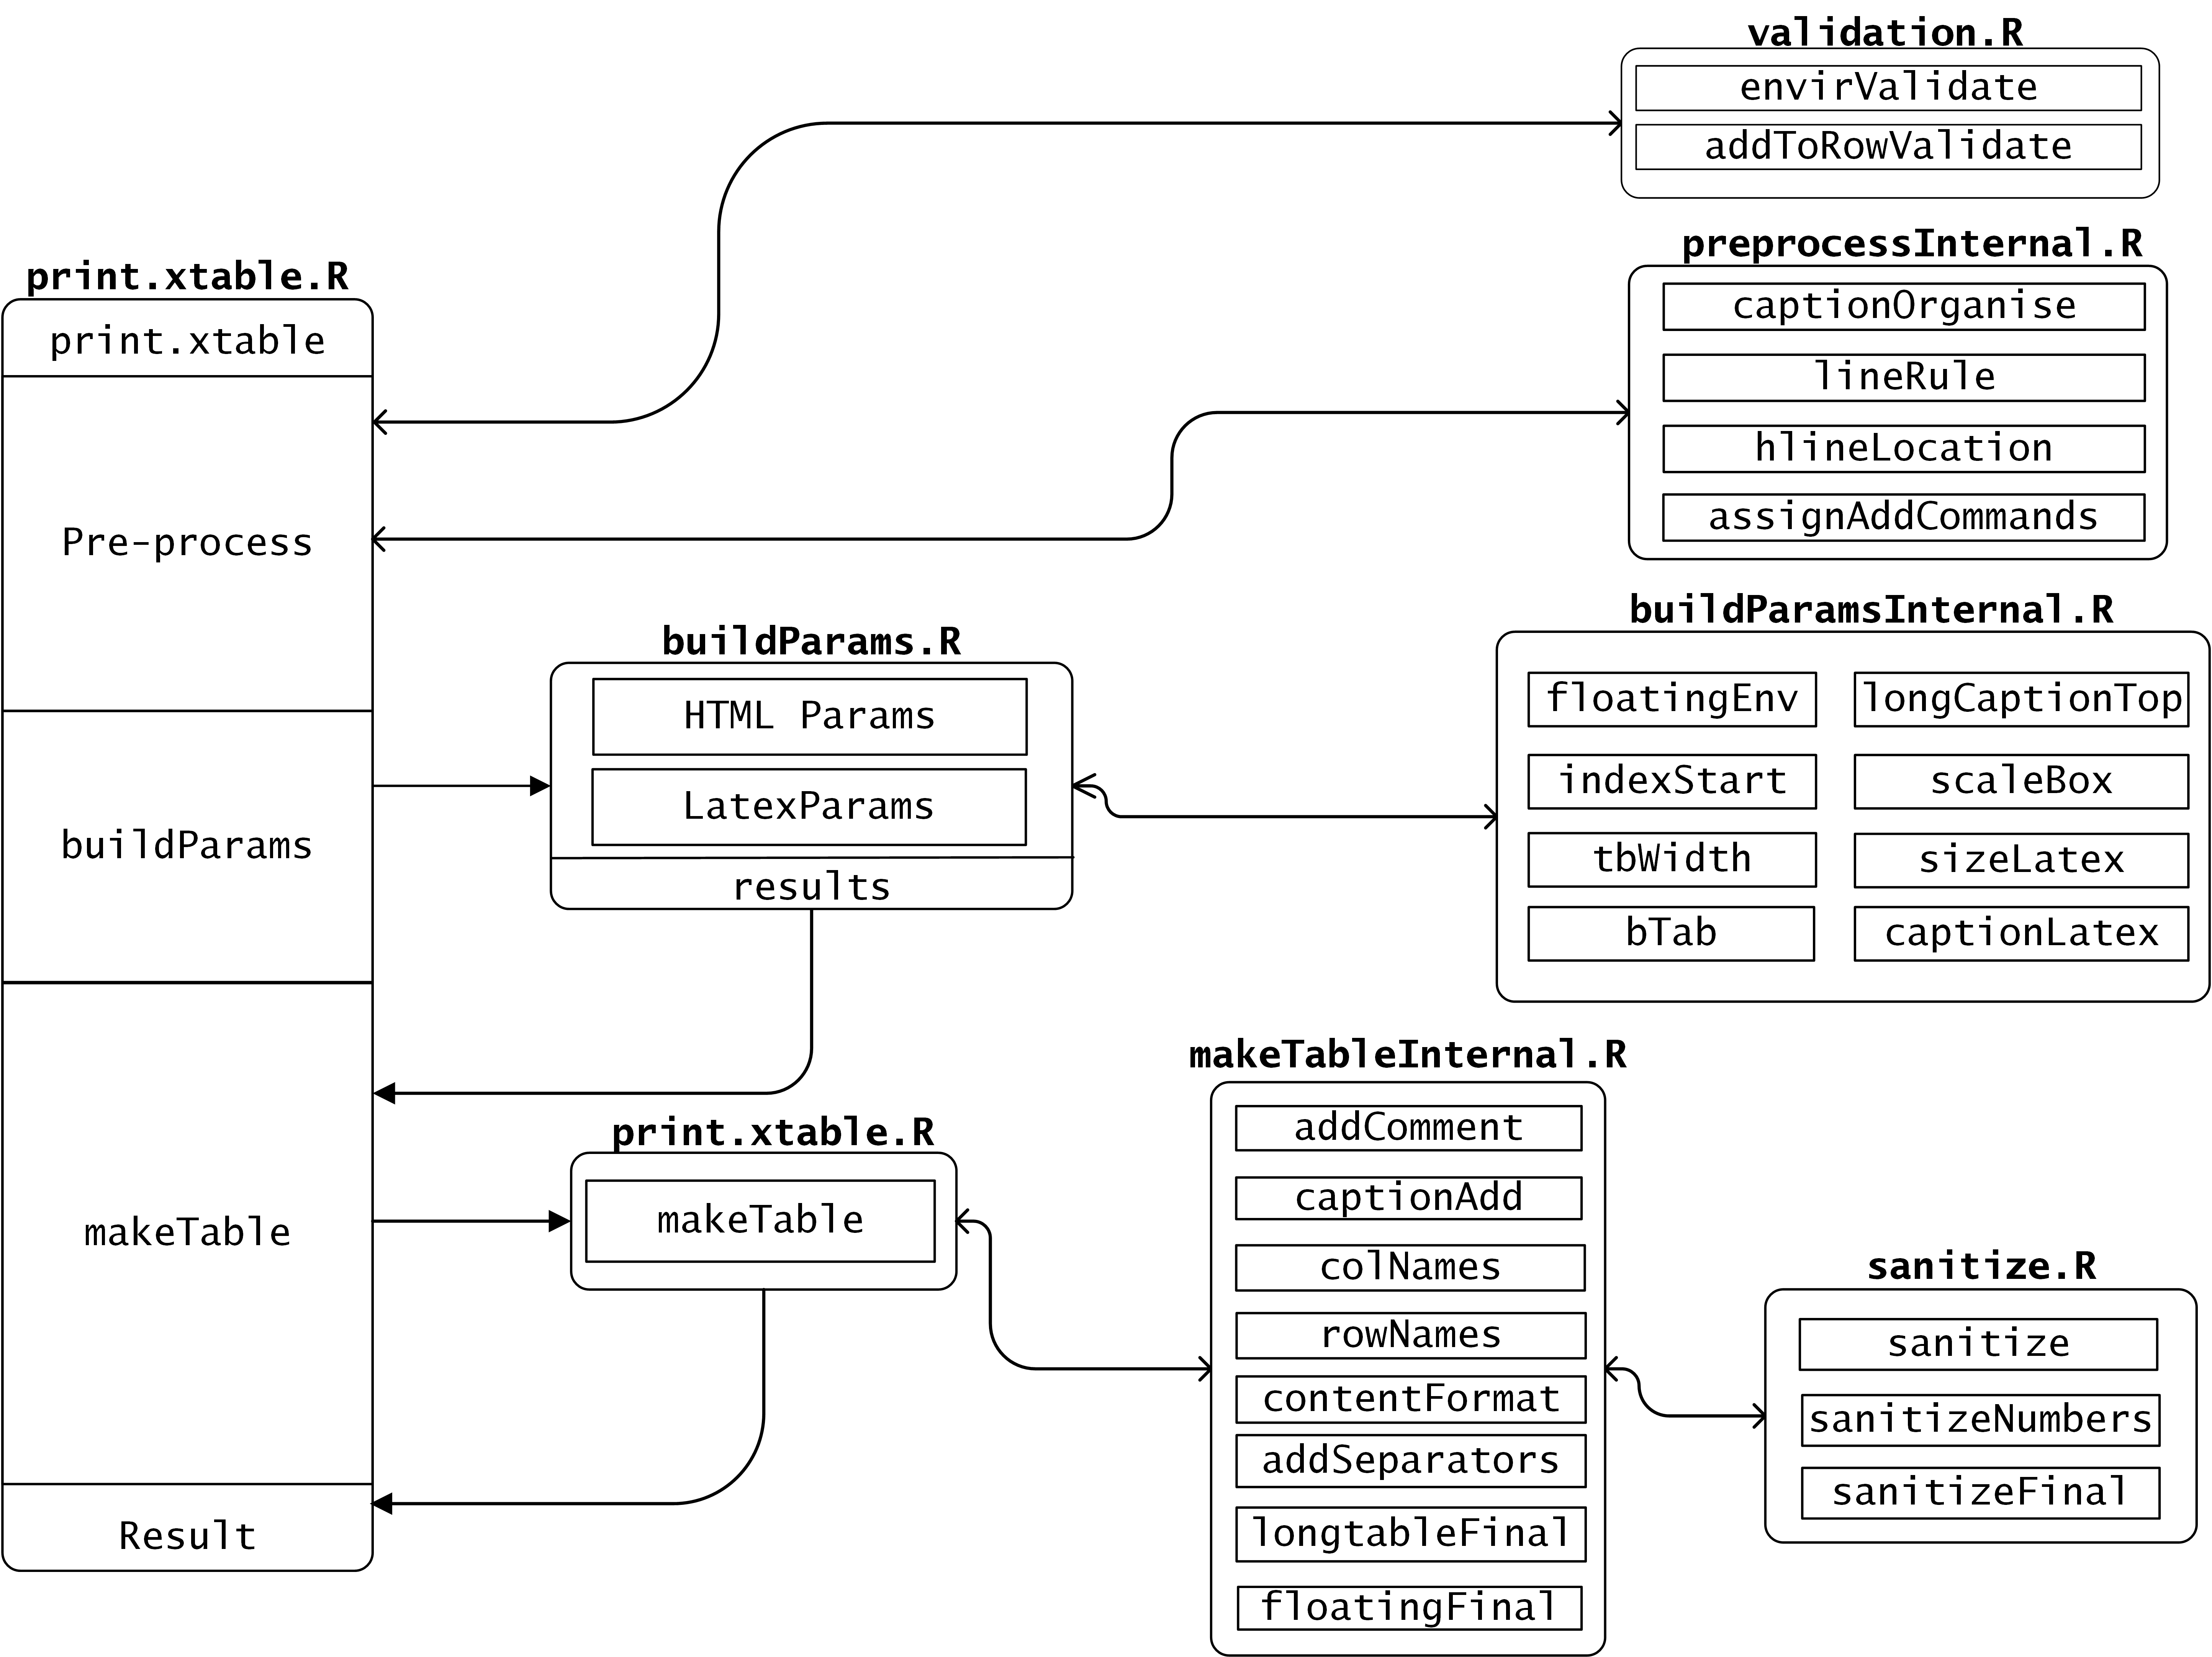 validation.R
envirValidate
addToRowValidate
preprocessInternal.R
captionOrganise
lineRule
hlineLocation
assignAddCommands
print.xtable.R
print.xtable
Pre-process
buildParams
makeTable
Result
buildParams.R
HTML Params
LatexParams
results
buildParamsInternal.R
floatingEnv
longCaptionTop
indexStart
scaleBox
tbWidth
sizeLatex
bTab
captionLatex
print.xtable.R
makeTable
makeTableInternal.R
addComment
captionAdd
colNames
rowNames
contentFormat
addSeparators
longtableFinal
floatingFinal
sanitize.R
sanitize
sanitizeNumbers
sanitizeFinal